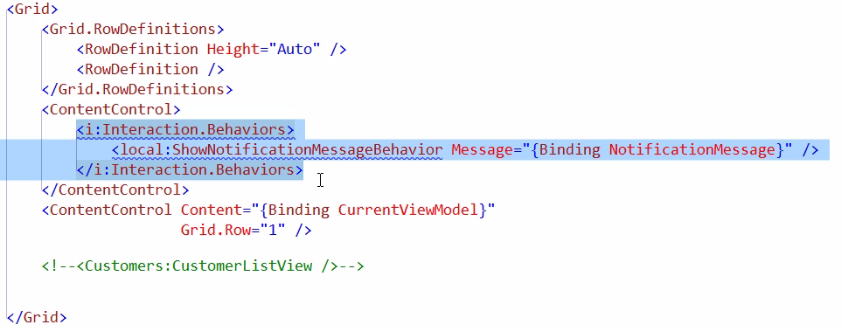 <Grid>
<Grid.RowDefinitions>
<RowDefinition Height="Auto" />
<RowDefinition />
</Grid.RowDefinitions>
<ContentControl>
<i:Interaction.Behaviors>
<local:ShowNotificationMessageBehavior Message="{Binding NotificationMessage}" />
</i:Interaction.Behaviors>
</ContentControl>
<ContentControl Content="{Binding CurrentViewModel}"
Grid.Row="1" />
<!--<Customers:CustomerListView />-->
</Grid>